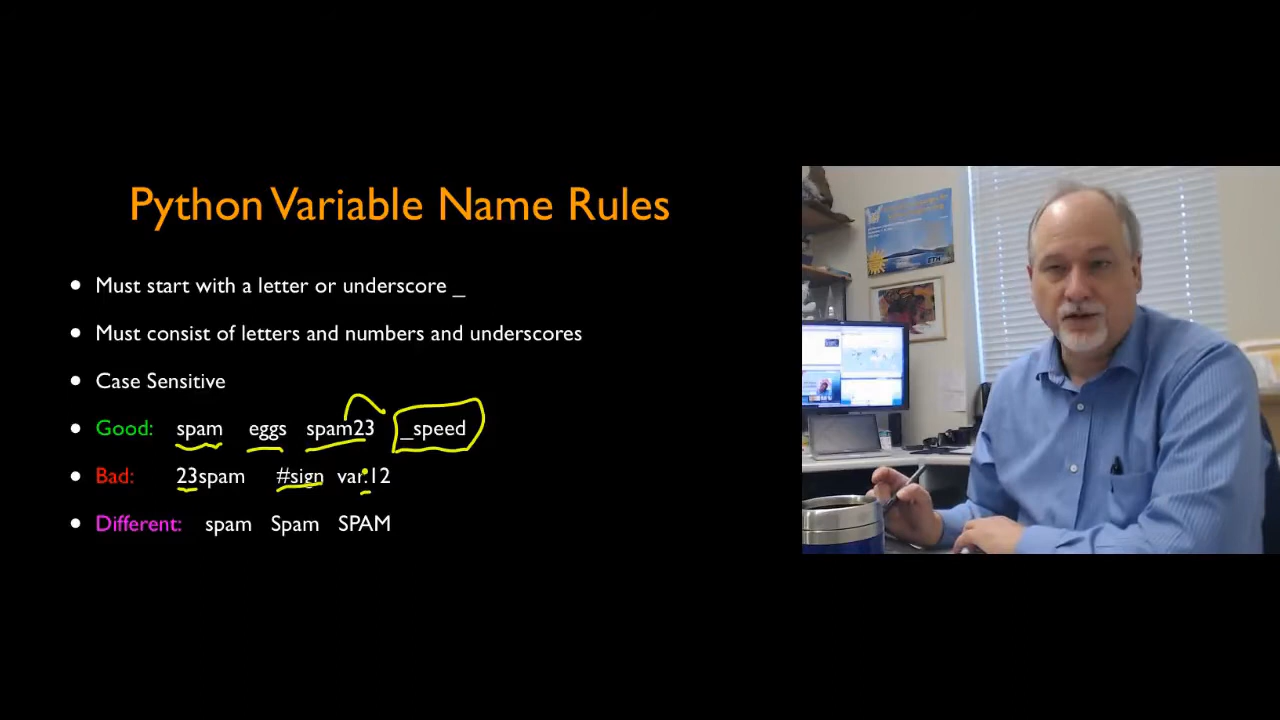 Python Variable Name Rules
• Must start with a letter or underscore _
• Must consist of letters and numbers and underscores
• Case Sensitive
• Good: spam eggs spam23 _speed
• Bad: 23spam #sign var.12
• Different: spam Spam SPAM